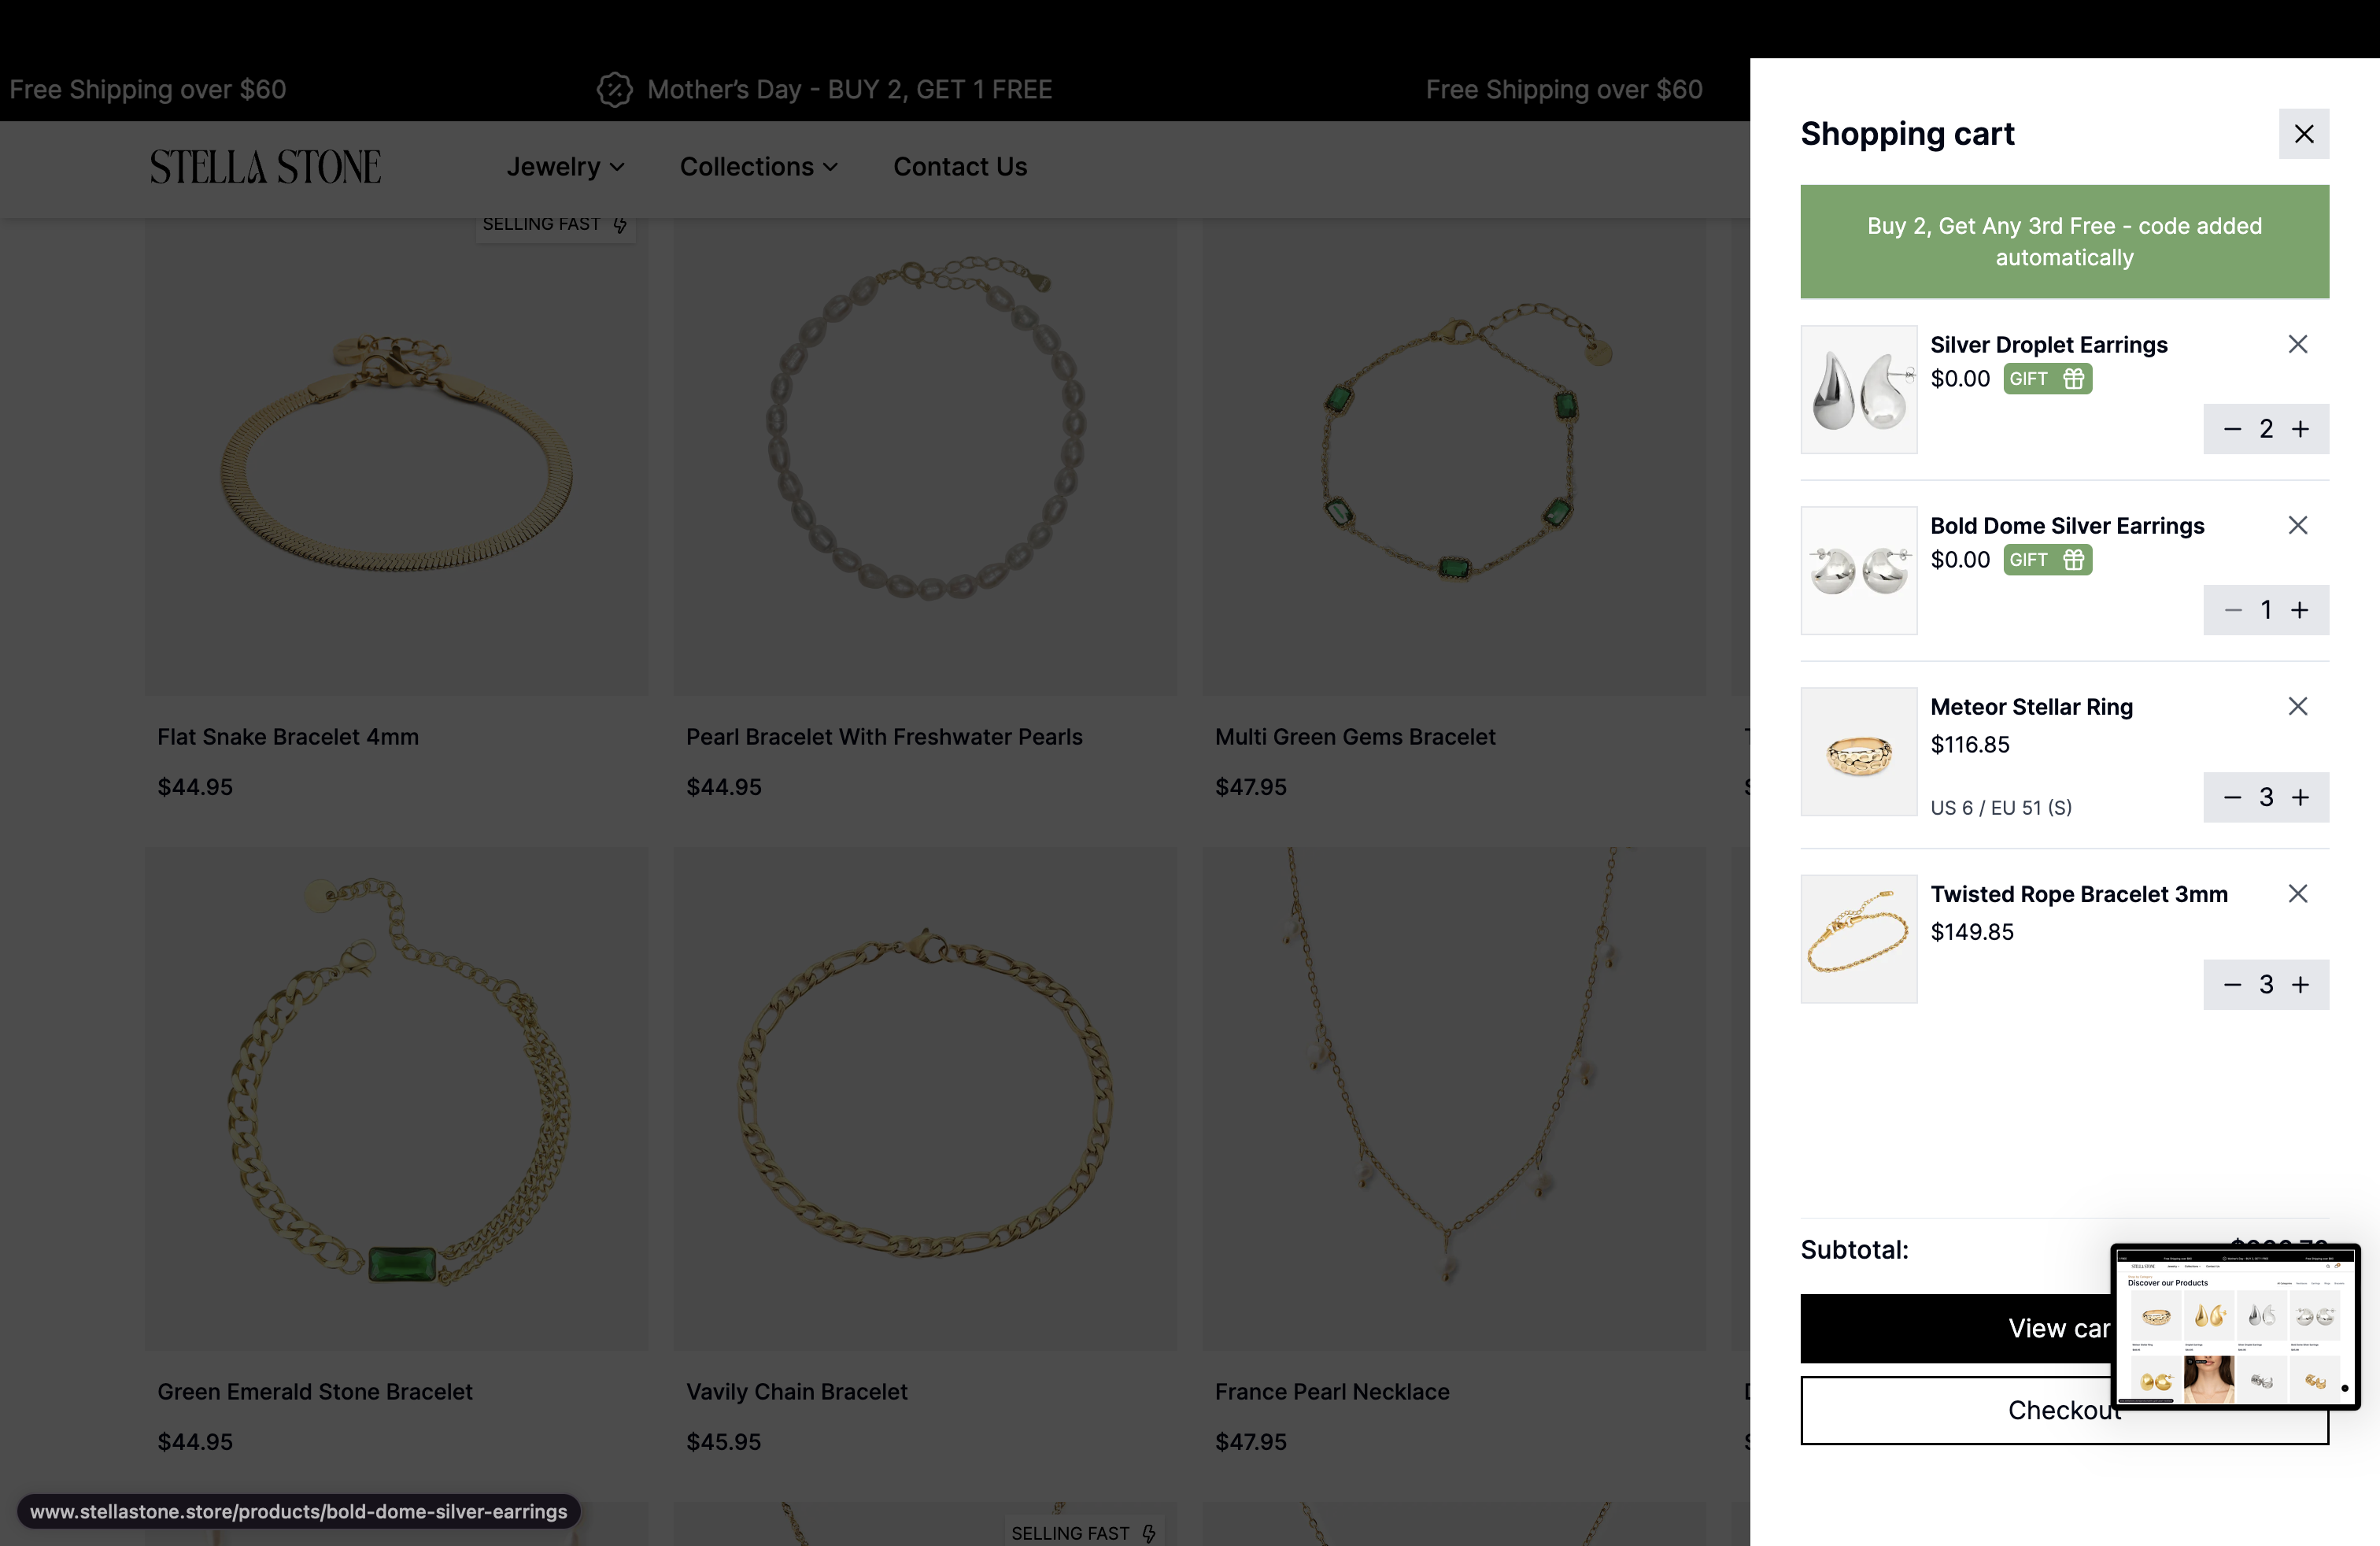 Free Shipping over $60
Mother's Day - BUY 2, GET 1 FREE
Free Shipping over $60
STELLA STONE
Jewelry
Collections
Contact Us
SELLING FAST
Flat Snake Bracelet 4mm
$44.95
Pearl Bracelet With Freshwater Pearls
$44.95
Multi Green Gems Bracelet
$47.95
Green Emerald Stone Bracelet
$44.95
Vavily Chain Bracelet
$45.95
France Pearl Necklace
$47.95
SELLING FAST
www.stellastone.store/products/bold-dome-silver-earrings
Shopping cart
Buy 2, Get Any 3rd Free - code added
automatically
Silver Droplet Earrings
$0.00 GIFT
2
Bold Dome Silver Earrings
$0.00 GIFT
1
Meteor Stellar Ring
$116.85
US 6 / EU 51 (S)
3
Twisted Rope Bracelet 3mm
$149.85
3
Subtotal:
View car
Checkout
STELLA STONE
Discover our Products